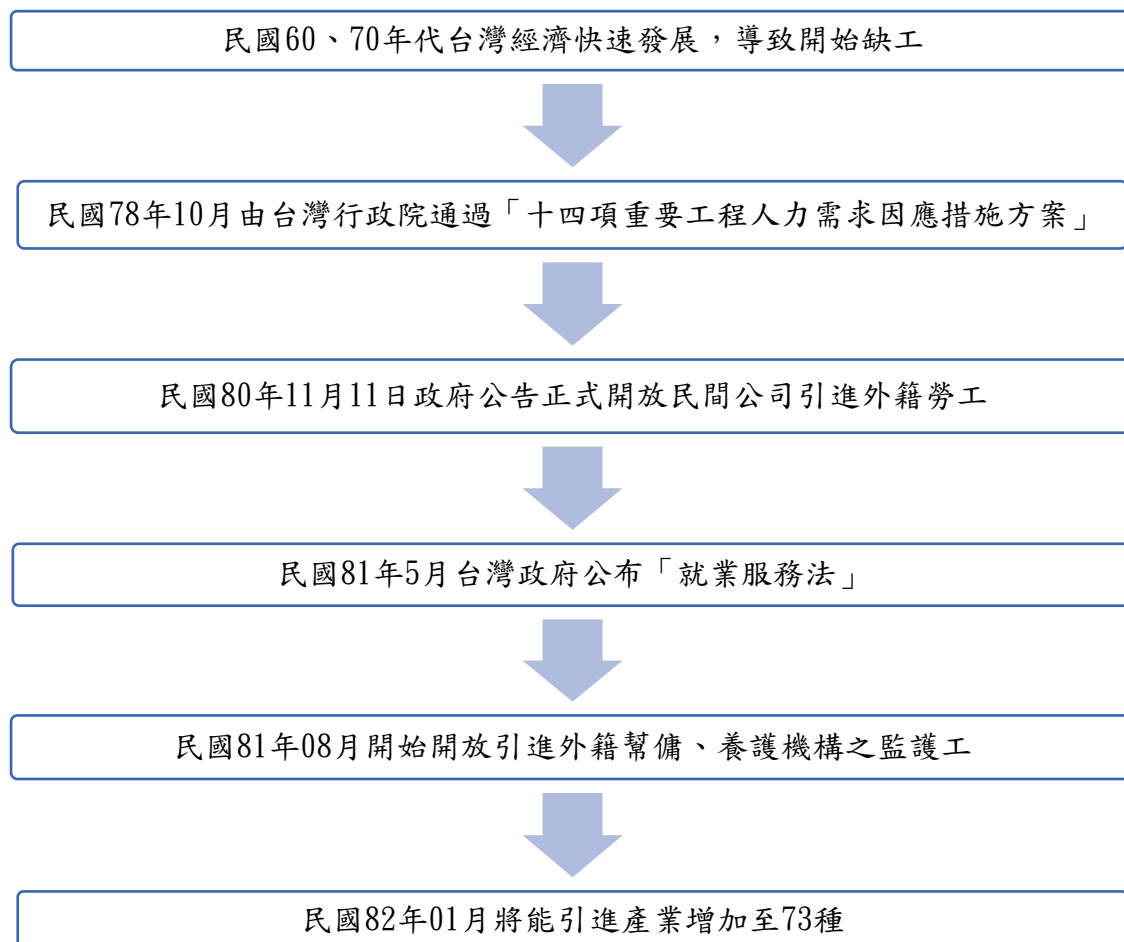 民國60、70年代台灣經濟快速發展，導致開始缺工
民國78年10月由台灣行政院通過「十四項重要工程人力需求因應措施方案」
民國80年11月11日政府公告正式開放民間公司引進外籍勞工
民國81年5月台灣政府公布「就業服務法」
民國81年08月開始開放引進外籍幫傭、養護機構之監護工
民國82年01月將能引進產業增加至73種